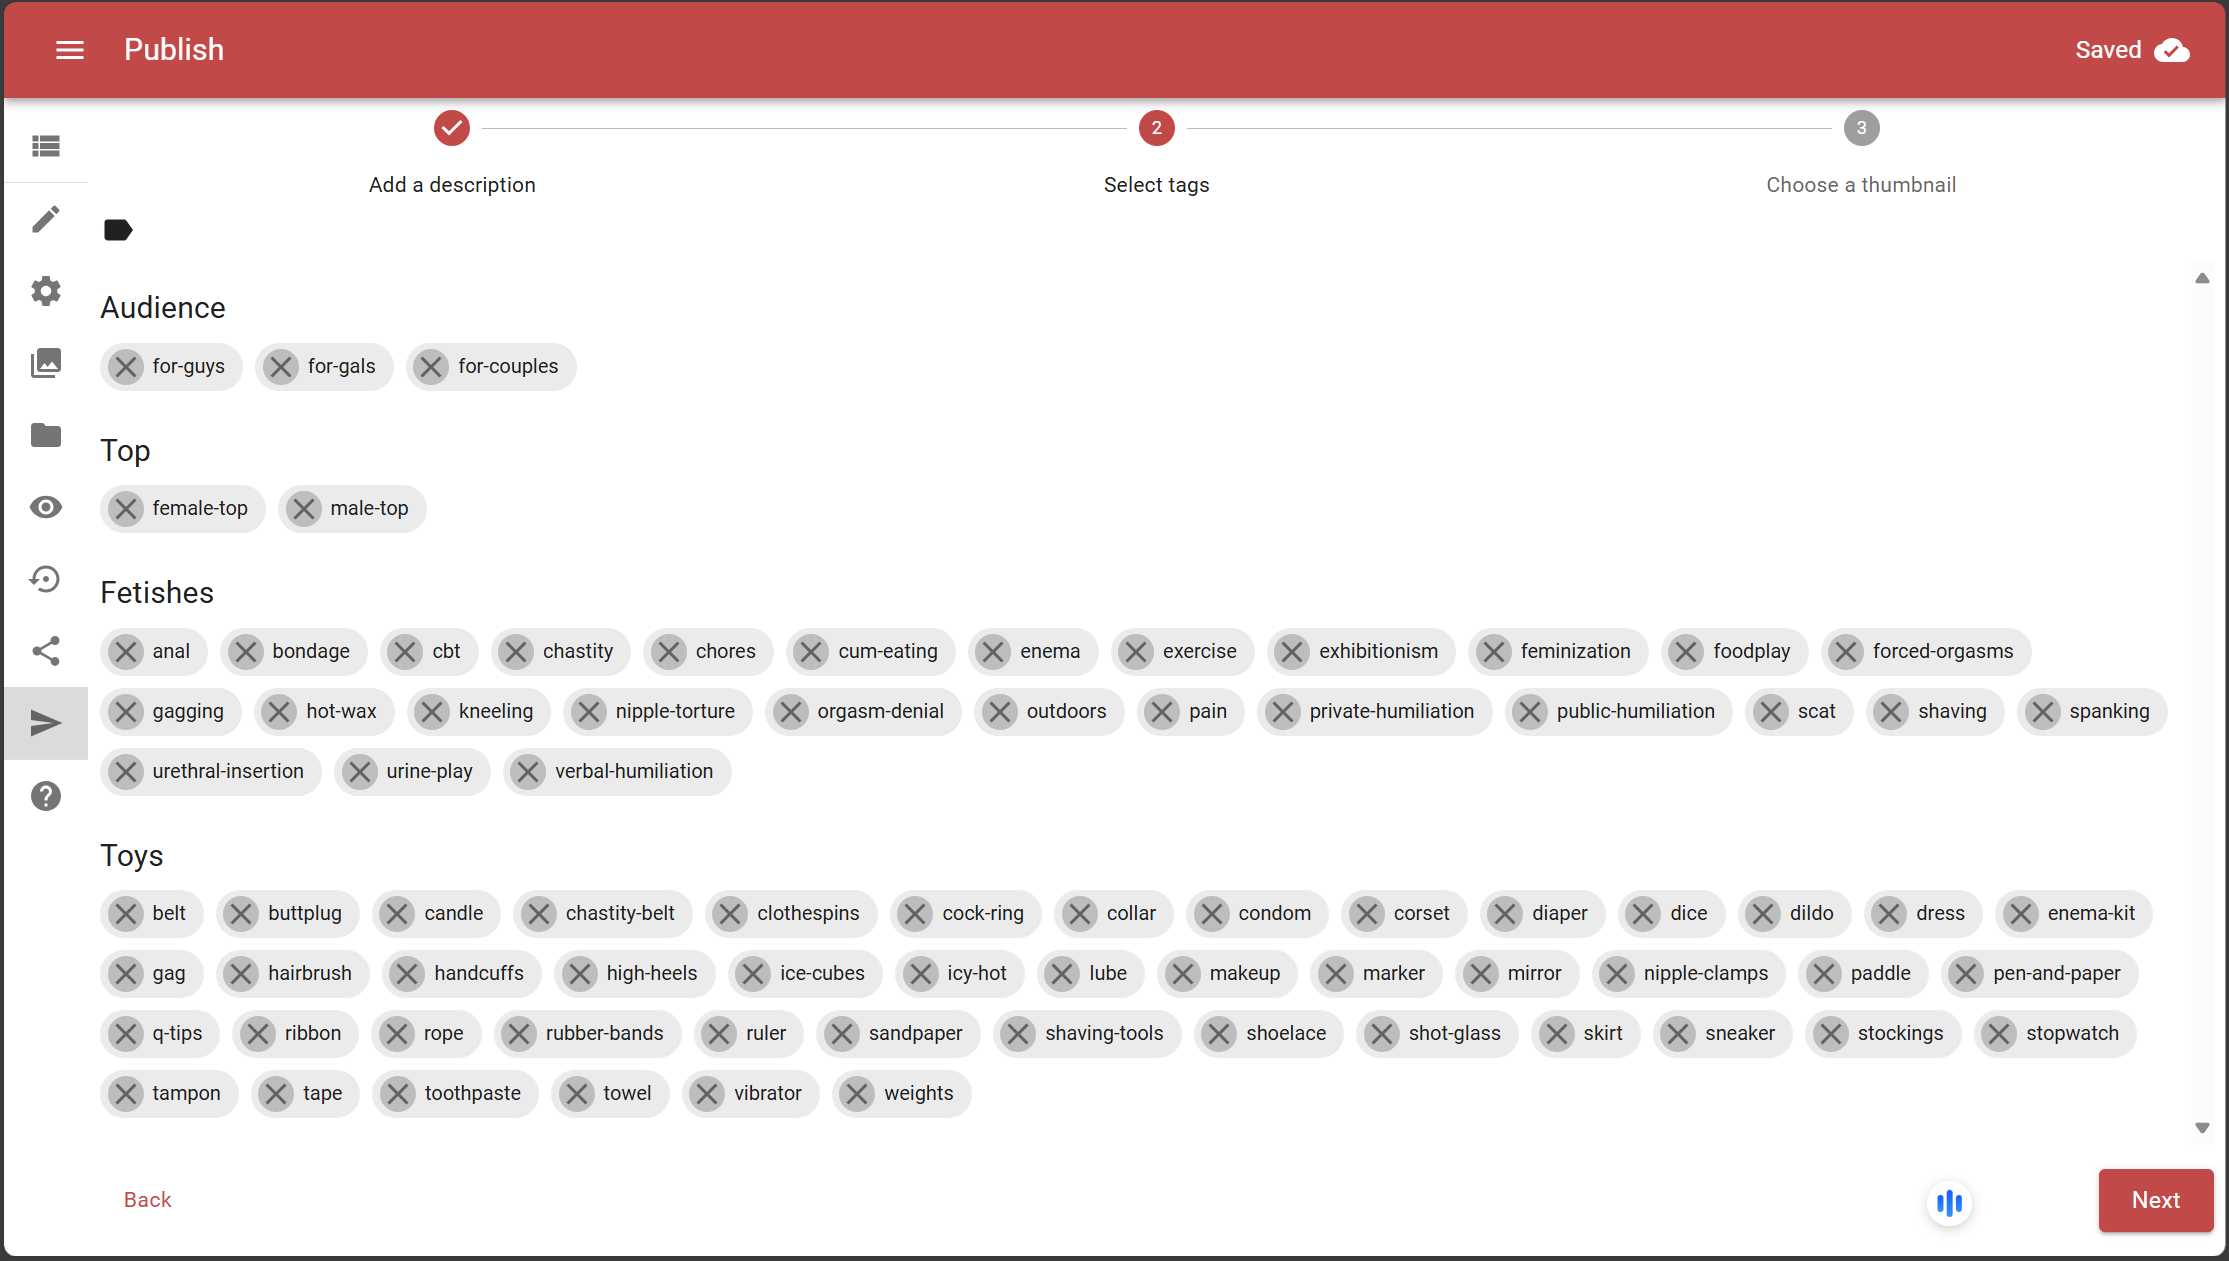 Publish
Saved
2
3
Add a description
Select tags
Choose a thumbnail
Audience
for-guys for-gals for-couples
Top
female-top male-top
Fetishes
anal bondage cbt chastity chores cum-eating enema exercise exhibitionism feminization foodplay forced-orgasms
gagging hot-wax kneeling nipple-torture orgasm-denial outdoors pain private-humiliation public-humiliation scat shaving spanking
urethral-insertion urine-play verbal-humiliation
Toys
belt buttplug candle chastity-belt clothespins cock-ring collar condom corset diaper dice dildo dress enema-kit
gag hairbrush handcuffs high-heels ice-cubes icy-hot lube makeup marker mirror nipple-clamps paddle pen-and-paper
q-tips ribbon rope rubber-bands ruler sandpaper shaving-tools shoelace shot-glass skirt sneaker stockings stopwatch
tampon tape toothpaste towel vibrator weights
Back
Next